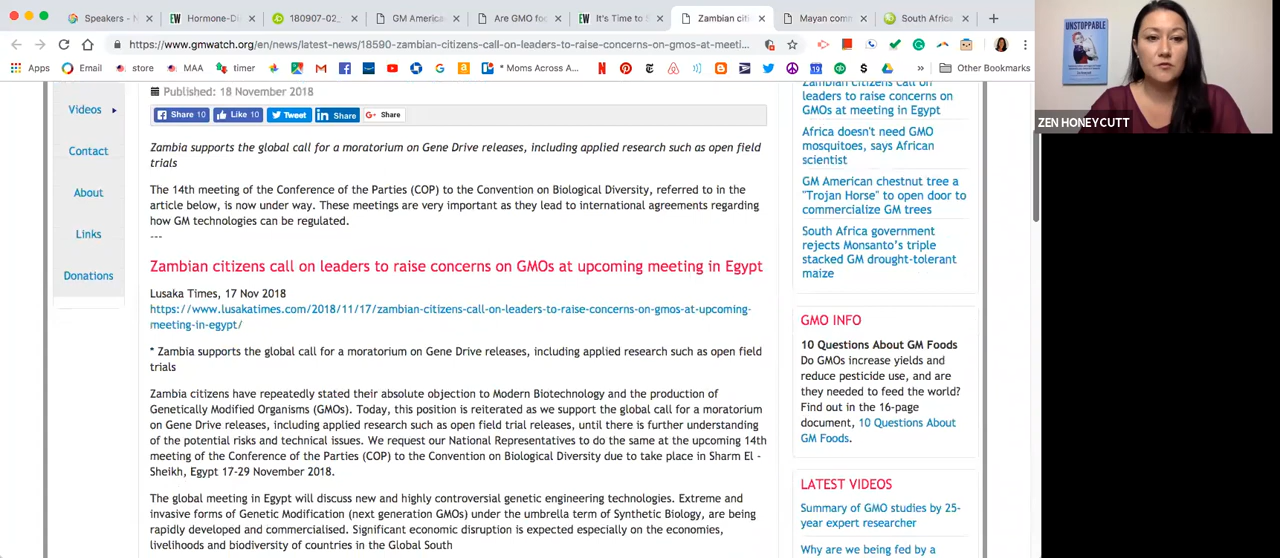 Speakers - N
Hormone-Di
180907-02_
GM America
Are GMO foo
It's Time to S
Zambian citi
Mayan comm
South Africa
https://www.gmwatch.org/en/news/latest-news/18590-zambian-citizens-call-on-leaders-to-raise-concerns-on-gmos-at-meeti...
Apps
Email
store
MAA
timer
* Moms Across A...
Other Bookmarks
UNSTOPPABLE
ZEN HONEYCUTT
Videos
Contact
About
Links
Donations
Published: 18 November 2018
Share 10
Like 10
Tweet
Share
Share
Zambia supports the global call for a moratorium on Gene Drive releases, including applied research such as open field
trials
The 14th meeting of the Conference of the Parties (COP) to the Convention on Biological Diversity, referred to in the
article below, is now under way. These meetings are very important as they lead to international agreements regarding
how GM technologies can be regulated.
---
Zambian citizens call on leaders to raise concerns on GMOs at upcoming meeting in Egypt
Lusaka Times, 17 Nov 2018
https://www.lusakatimes.com/2018/11/17/zambian-citizens-call-on-leaders-to-raise-concerns-on-gmos-at-upcoming-
meeting-in-egypt/
* Zambia supports the global call for a moratorium on Gene Drive releases, including applied research such as open field
trials
Zambia citizens have repeatedly stated their absolute objection to Modern Biotechnology and the production of
Genetically Modified Organisms (GMOs). Today, this position is reiterated as we support the global call for a moratorium
on Gene Drive releases, including applied research such as open field trial releases, until there is further understanding
of the potential risks and technical issues. We request our National Representatives to do the same at the upcoming 14th
meeting of the Conference of the Parties (COP) to the Convention on Biological Diversity due to take place in Sharm El -
Sheikh, Egypt 17-29 November 2018.
The global meeting in Egypt will discuss new and highly controversial genetic engineering technologies. Extreme and
invasive forms of Genetic Modification (next generation GMOs) under the umbrella term of Synthetic Biology, are being
rapidly developed and commercialised. Significant economic disruption is expected especially on the economies,
livelihoods and biodiversity of countries in the Global South
Zambian citizens call on
leaders to raise concerns on
GMOs at meeting in Egypt
Africa doesn't need GMO
mosquitoes, says African
scientist
GM American chestnut tree a
"Trojan Horse" to open door to
commercialize GM trees
South Africa government
rejects Monsanto's triple
stacked GM drought-tolerant
maize
GMO INFO
10 Questions About GM Foods
Do GMOs increase yields and
reduce pesticide use, and are
they needed to feed the world?
Find out in the 16-page
document, 10 Questions About
GM Foods.
LATEST VIDEOS
Summary of GMO studies by 25-
year expert researcher
Why are we being fed by a